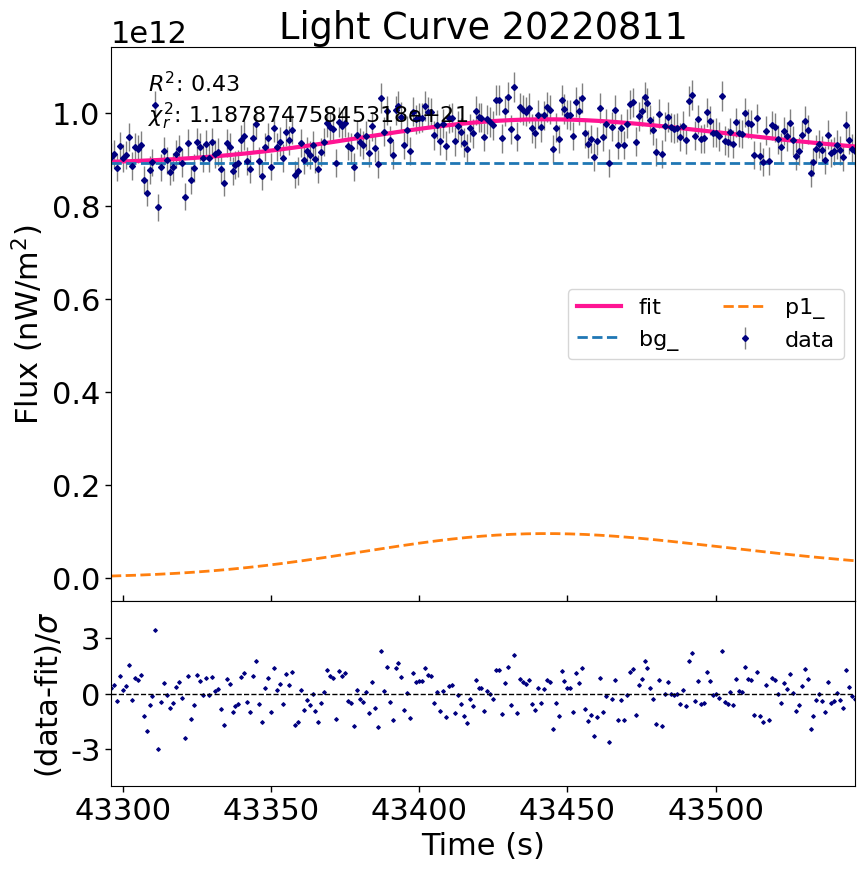 Light Curve 20220811
1e12
R²: 0.43
χ²ᵣ: 1.18787475845318e−21
1.0
0.8
0.6
0.4
0.2
0.0
Flux (nW/m²)
fit
bg_
p1_
data
3
0
-3
(data-fit)/σ
43300 43350 43400 43450 43500
Time (s)